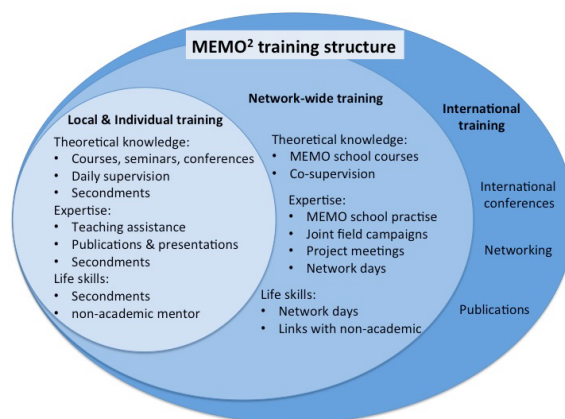 MEMO² training structure
Local & Individual training
Theoretical knowledge:
• Courses, seminars, conferences
• Daily supervision
• Secondments
Expertise:
• Teaching assistance
• Publications & presentations
• Secondments
Life skills:
• Secondments
• non-academic mentor
Network-wide training
Theoretical knowledge:
• MEMO school courses
• Co-supervision
Expertise:
• MEMO school practise
• Joint field campaigns
• Project meetings
• Network days
Life skills:
• Network days
• Links with non-academic
International
training
International
conferences
Networking
Publications